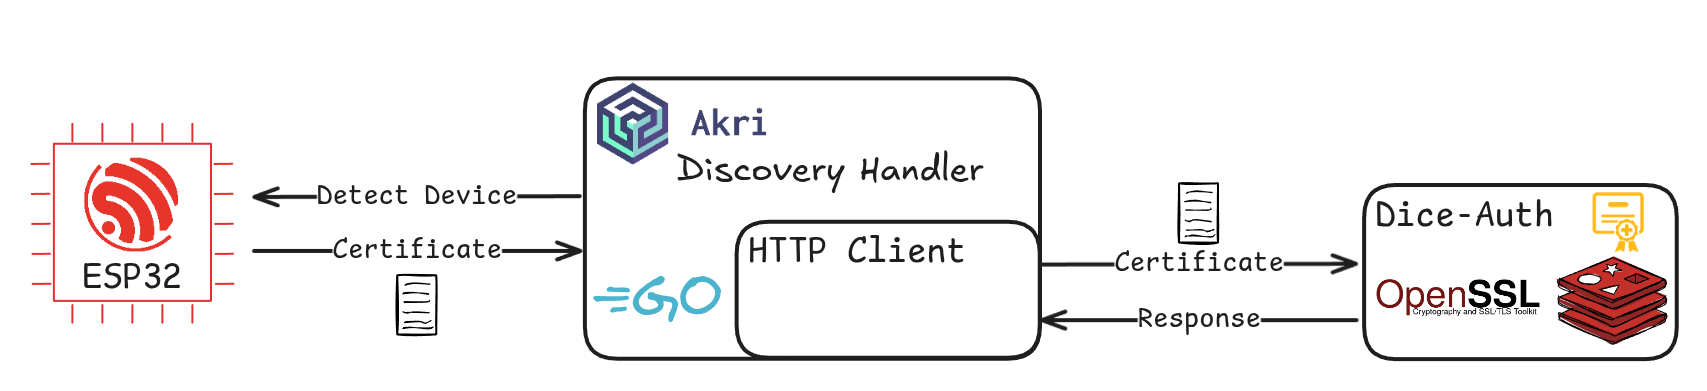 Akri
Discovery Handler
Detect Device
Certificate
ESP32
GO
HTTP Client
Certificate
Response
Dice-Auth
OpenSSL
Cryptography and SSL/TLS Toolkit